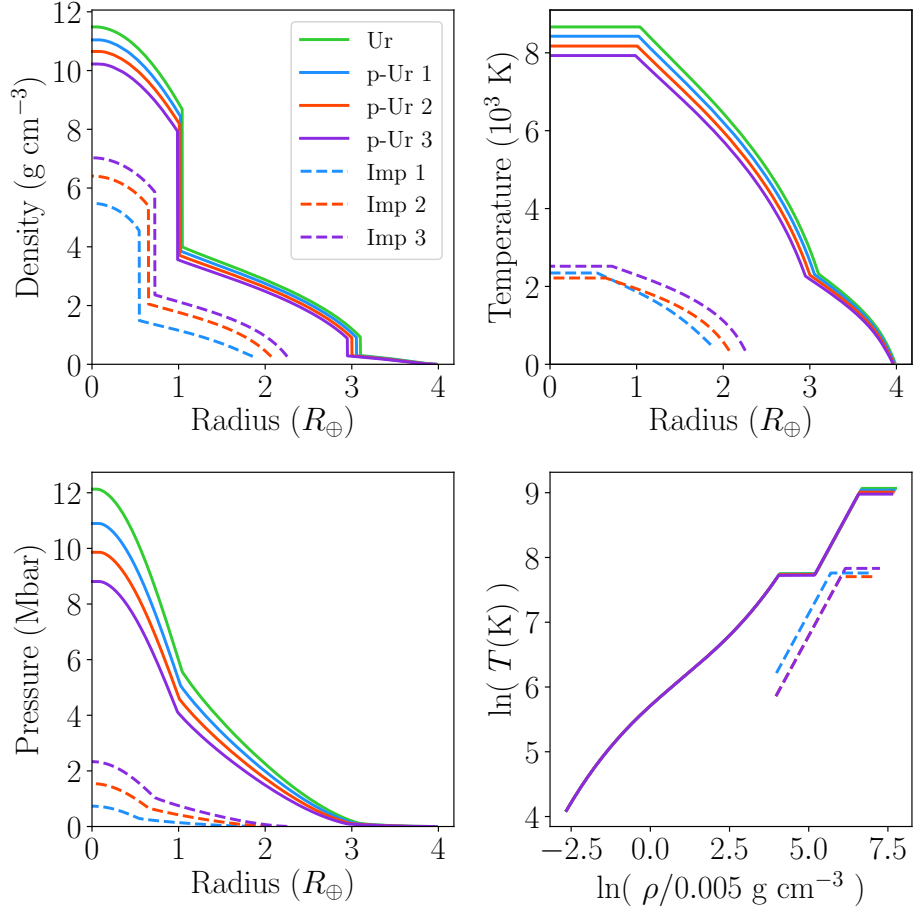 12
10
8
6
4
2
0
Density (g cm⁻³)
0 1 2 3 4
Radius (R⊕)
Ur
p-Ur 1
p-Ur 2
p-Ur 3
Imp 1
Imp 2
Imp 3
8
6
4
2
0
Temperature (10³ K)
0 1 2 3 4
Radius (R⊕)
12
10
8
6
4
2
0
Pressure (Mbar)
0 1 2 3 4
Radius (R⊕)
9
8
7
6
5
4
ln( T(K) )
−2.5 0.0 2.5 5.0 7.5
ln( ρ/0.005 g cm⁻³ )